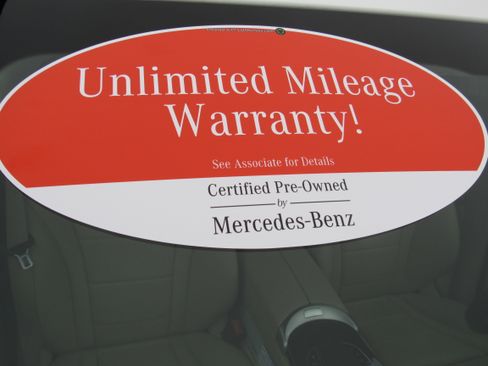 Unlimited Mileage
Warranty!
See Associate for Details
Certified Pre-Owned
by
Mercedes-Benz